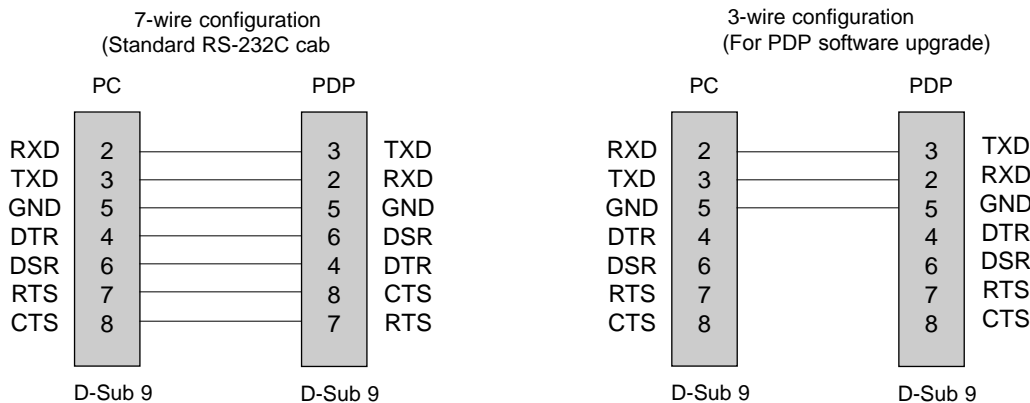 7-wire configuration
(Standard RS-232C cab
PC PDP
RXD 2 3 TXD
TXD 3 2 RXD
GND 5 5 GND
DTR 4 6 DSR
DSR 6 4 DTR
RTS 7 8 CTS
CTS 8 7 RTS
D-Sub 9 D-Sub 9
3-wire configuration
(For PDP software upgrade)
PC PDP
RXD 2 3 TXD
TXD 3 2 RXD
GND 5 5 GND
DTR 4 4 DTR
DSR 6 6 DSR
RTS 7 7 RTS
CTS 8 8 CTS
D-Sub 9 D-Sub 9